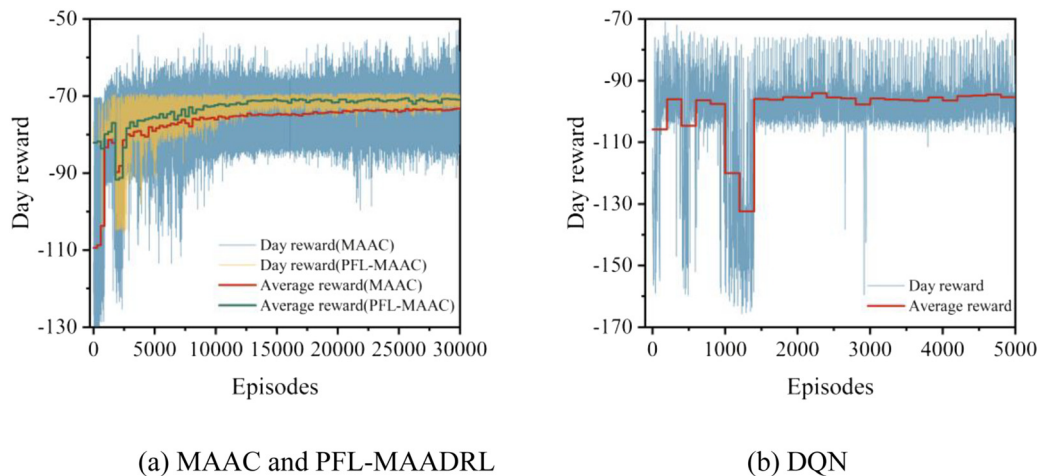 -50
-70
-90
-110
-130
Day reward
Day reward(MAAC)
Day reward(PFL-MAAC)
Average reward(MAAC)
Average reward(PFL-MAAC)
0 5000 10000 15000 20000 25000 30000
Episodes
(a) MAAC and PFL-MAADRL
-70
-90
-110
-130
-150
-170
Day reward
Day reward
Average reward
0 1000 2000 3000 4000 5000
Episodes
(b) DQN